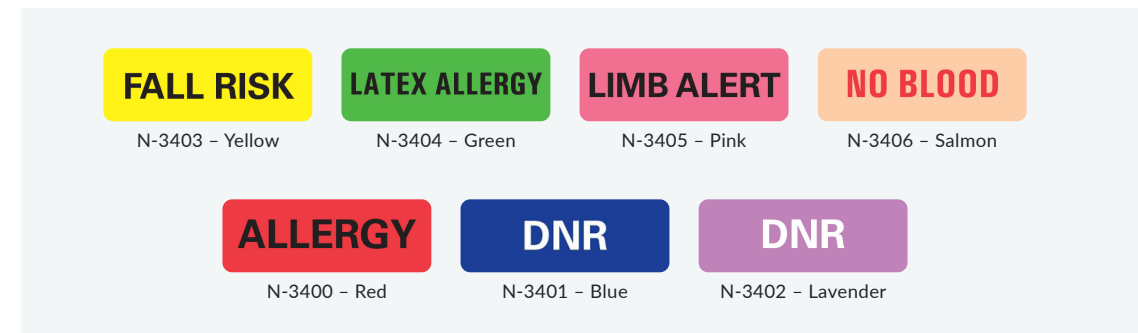 FALL RISK
LATEX ALLERGY
LIMB ALERT
NO BLOOD
N-3403 – Yellow
N-3404 – Green
N-3405 – Pink
N-3406 – Salmon
ALLERGY
DNR
DNR
N-3400 – Red
N-3401 – Blue
N-3402 – Lavender